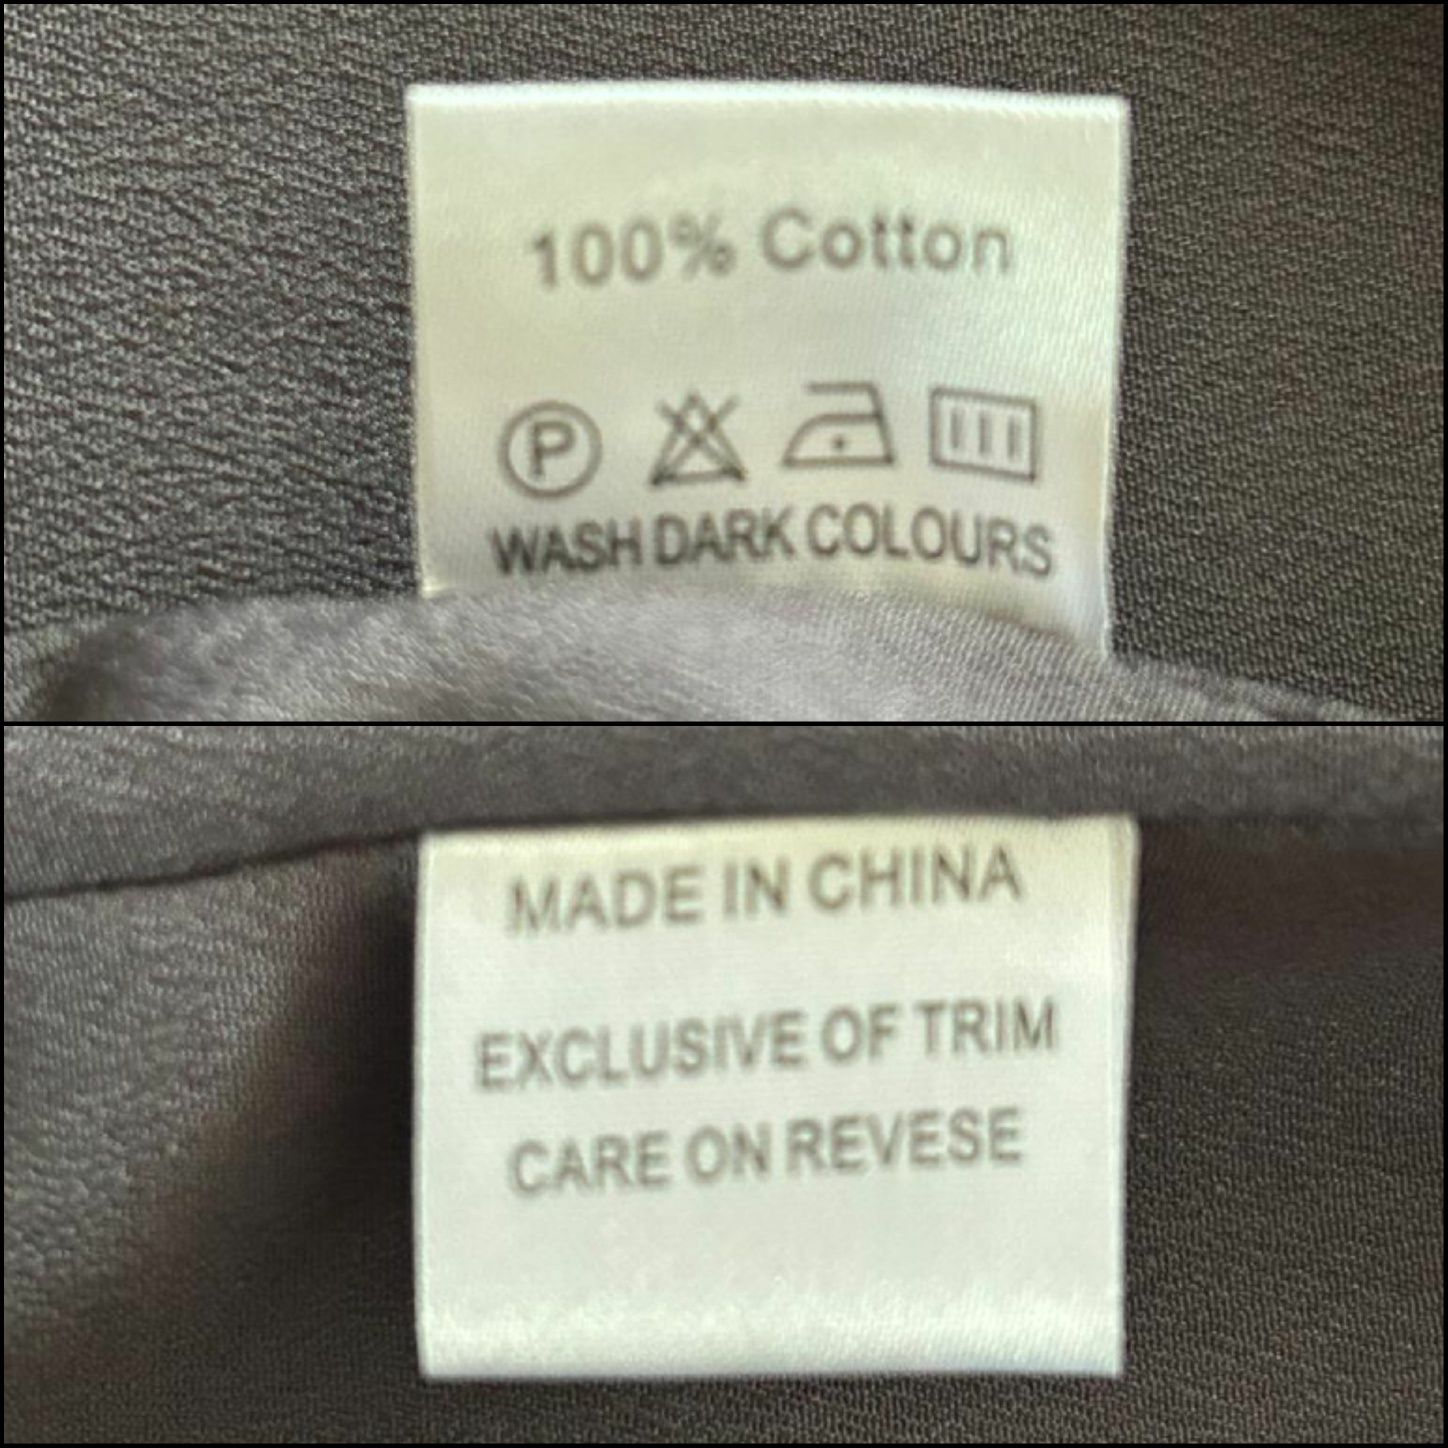 100% Cotton
P
WASH DARK COLOURS
MADE IN CHINA
EXCLUSIVE OF TRIM
CARE ON REVESE